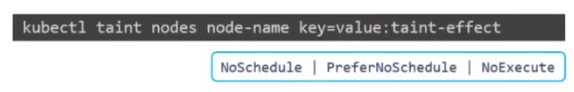 kubectl taint nodes node-name key=value:taint-effect
NoSchedule | PreferNoSchedule | NoExecute